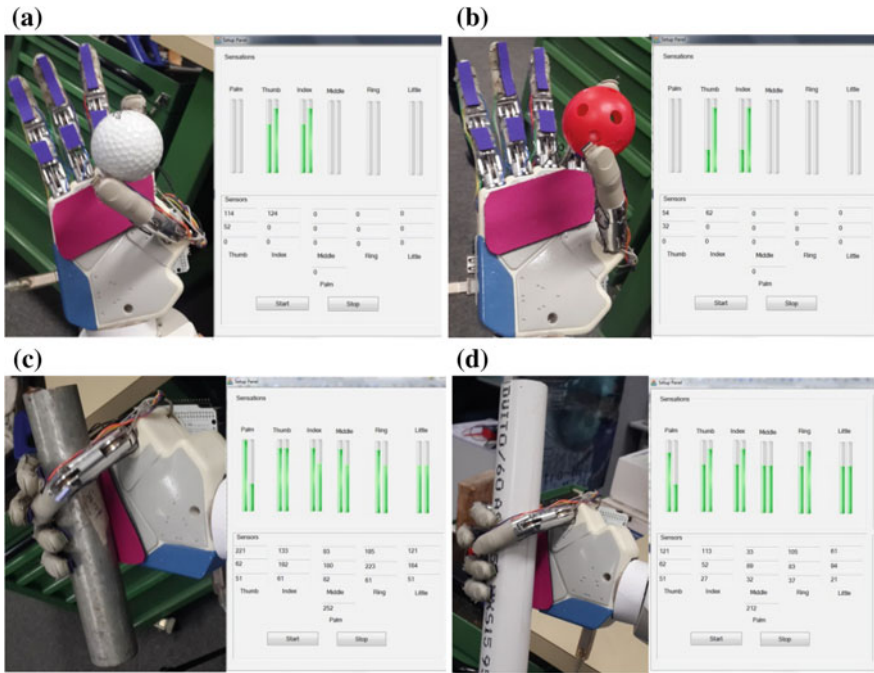 (a)
Setup Panel
Sensations
Palm Thumb Index Middle Ring Little
Sensors
114 124 0 0 0
52 0 0 0 0
0 0 0 0 0
Thumb Index Middle Ring Little
0
Palm
Start Stop
(b)
Setup Panel
Sensations
Palm Thumb Index Middle Ring Little
Sensors
54 62 0 0 0
32 0 0 0 0
0 0 0 0 0
Thumb Index Middle Ring Little
0
Palm
Start Stop
(c)
Setup Panel
Sensations
Palm Thumb Index Middle Ring Little
Sensors
221 133 83 185 121
62 192 180 223 184
51 61 62 61 51
Thumb Index Middle Ring Little
252
Palm
Start Stop
(d)
Setup Panel
Sensations
Palm Thumb Index Middle Ring Little
Sensors
121 113 33 105 81
62 52 89 83 94
51 27 32 37 21
Thumb Index Middle Ring Little
212
Palm
Start Stop